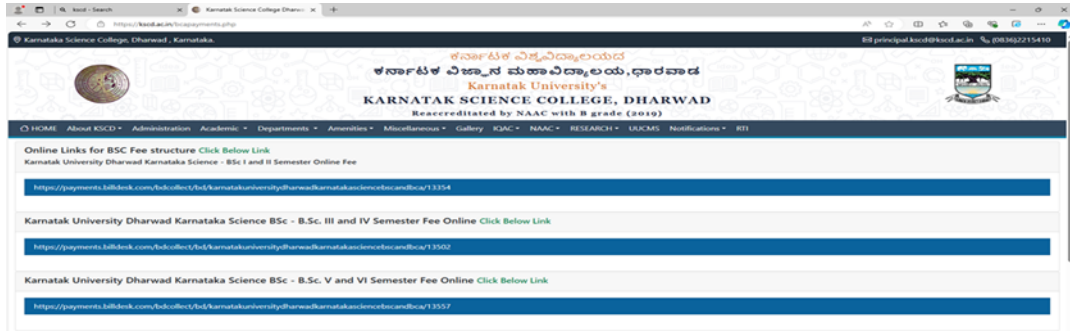 kscd - Search
Karnatak Science College Dharw
https://kscd.ac.in/bcapayments.php
Karnataka Science College, Dharwad , Karnataka.
principal.kscd@kscd.ac.in (0836)2215410
ಕರ್ನಾಟಕ ವಿಶ್ವವಿದ್ಯಾಲಯದ
ಕರ್ನಾಟಕ ವಿಜ್ಞಾನ ಮಹಾವಿದ್ಯಾಲಯ,ಧಾರವಾಡ
Karnatak University's
KARNATAK SCIENCE COLLEGE, DHARWAD
Reaccreditated by NAAC with B grade (2019)
HOME About KSCD Administration Academic Departments Amenities Miscellaneous Gallery IQAC NAAC RESEARCH UUCMS Notifications RTI
Online Links for BSC Fee structure Click Below Link
Karnatak University Dharwad Karnataka Science - BSc I and II Semester Online Fee
https://payments.billdesk.com/bdcollect/bd/karnatakuniversitydharwadkarnatakasciencebscandbca/13354
Karnatak University Dharwad Karnataka Science BSc - B.Sc. III and IV Semester Fee Online Click Below Link
https://payments.billdesk.com/bdcollect/bd/karnatakuniversitydharwadkarnatakasciencebscandbca/13502
Karnatak University Dharwad Karnataka Science BSc - B.Sc. V and VI Semester Fee Online Click Below Link
https://payments.billdesk.com/bdcollect/bd/karnatakuniversitydharwadkarnatakasciencebscandbca/13557